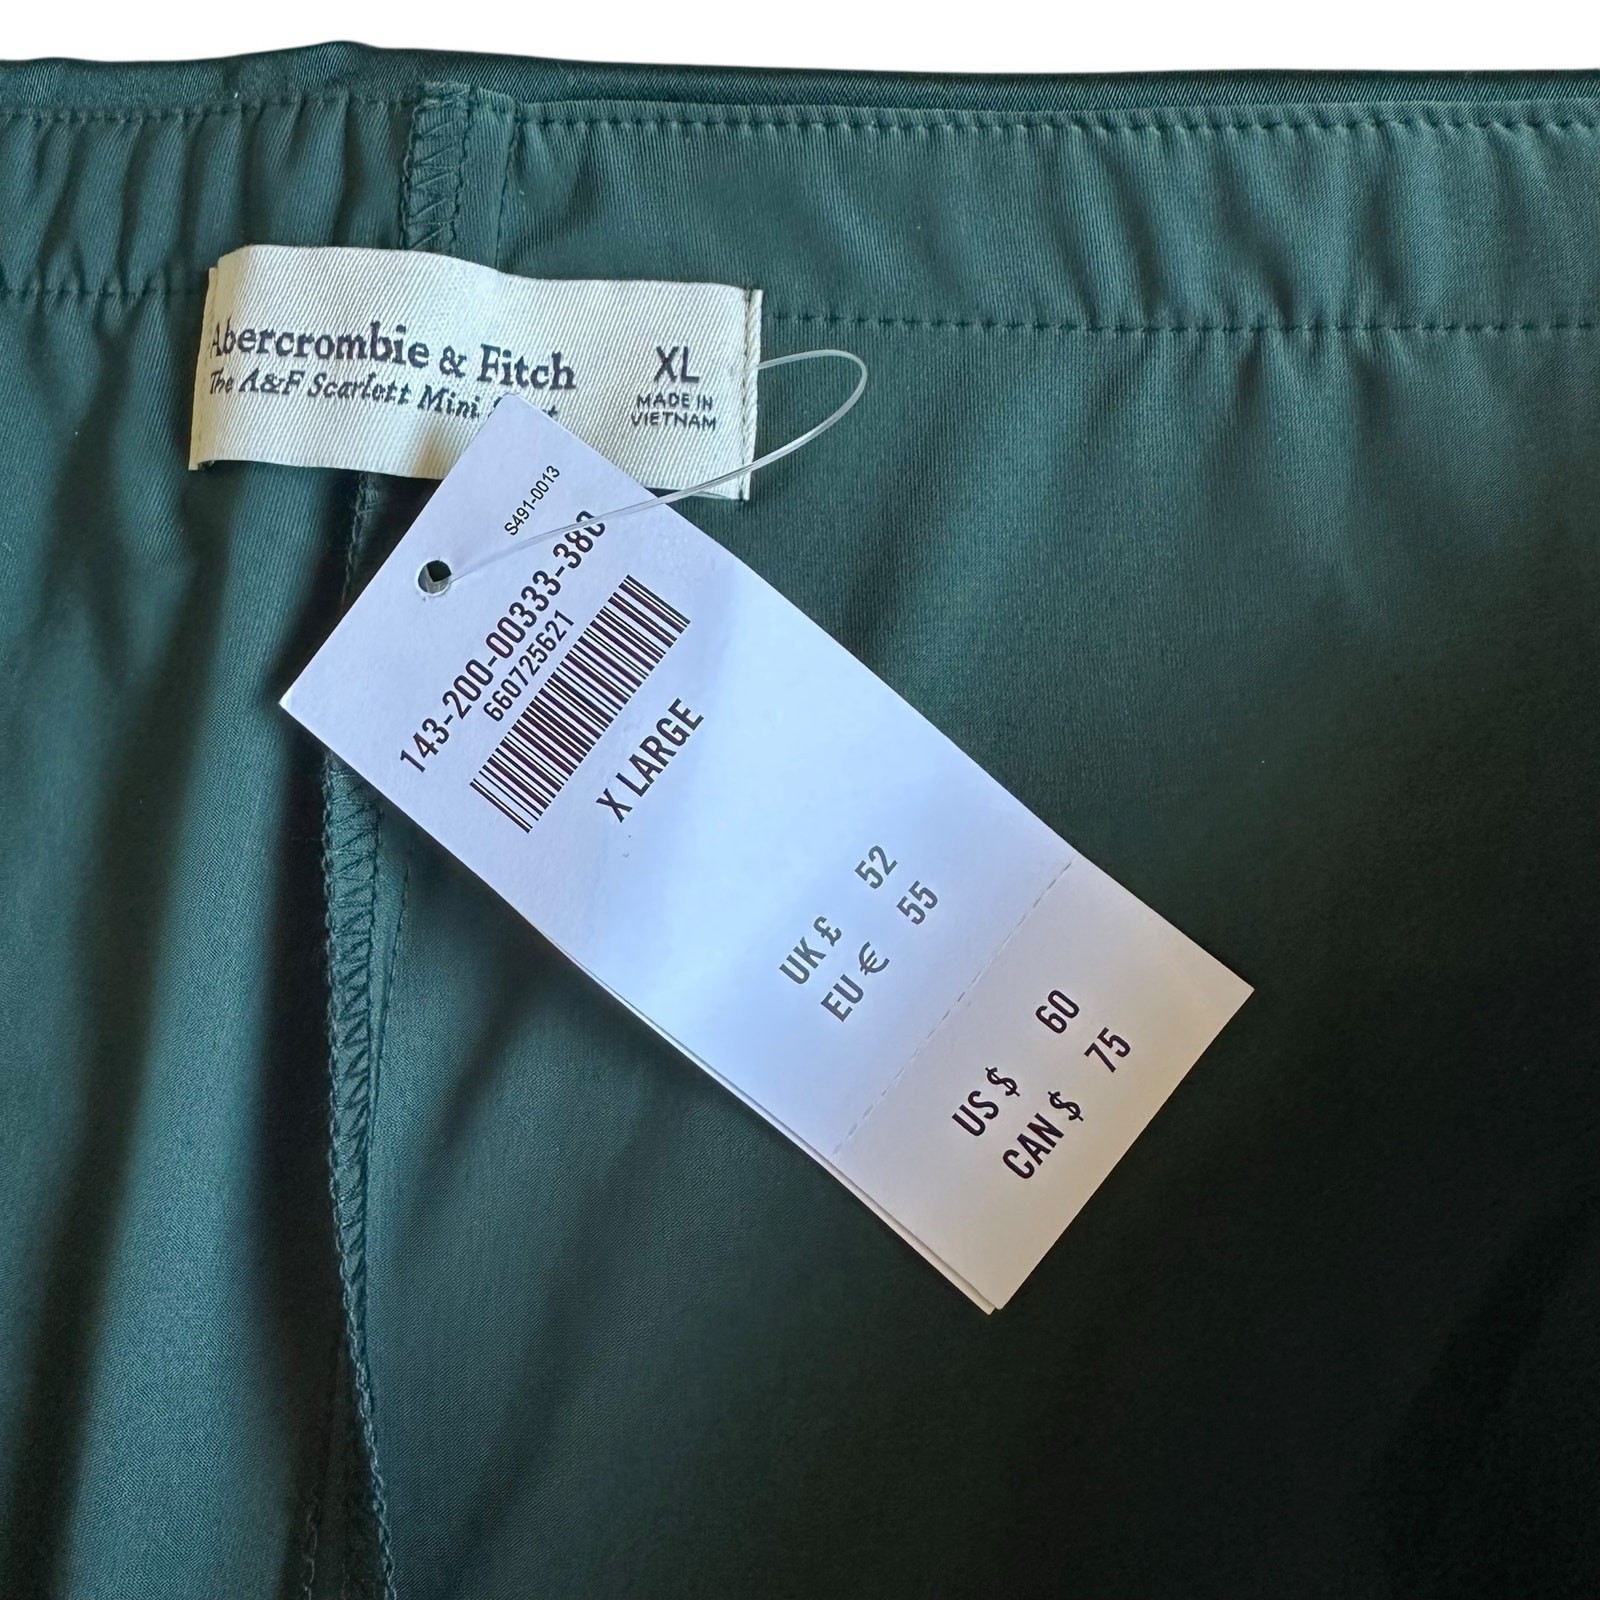 Abercrombie & Fitch
The A&F Scarlett Mini
XL
MADE IN
VIETNAM
S491-0013
143-200-00333-380
660725621
X LARGE
UK £ 52
EU € 55
US $ 60
CAN $ 75